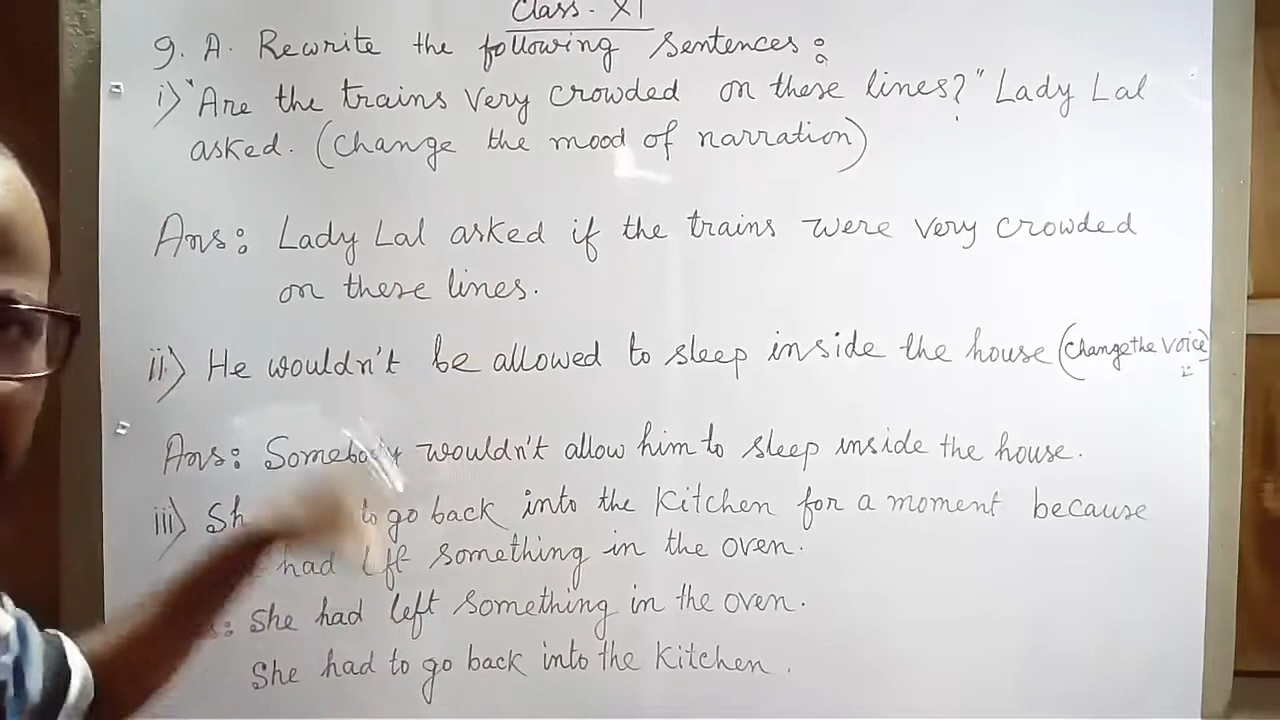 Class - XI
9. A. Rewrite the following sentences :
i) "Are the trains very crowded on these lines?" Lady Lal
asked. (Change the mood of narration)
Ans: Lady Lal asked if the trains were very crowded
on these lines.
ii) He wouldn't be allowed to sleep inside the house (Change the voice)
Ans: Somebody wouldn't allow him to sleep inside the house.
iii) to go back into the kitchen for a moment because
had left something in the oven.
She had left something in the oven.
She had to go back into the kitchen.